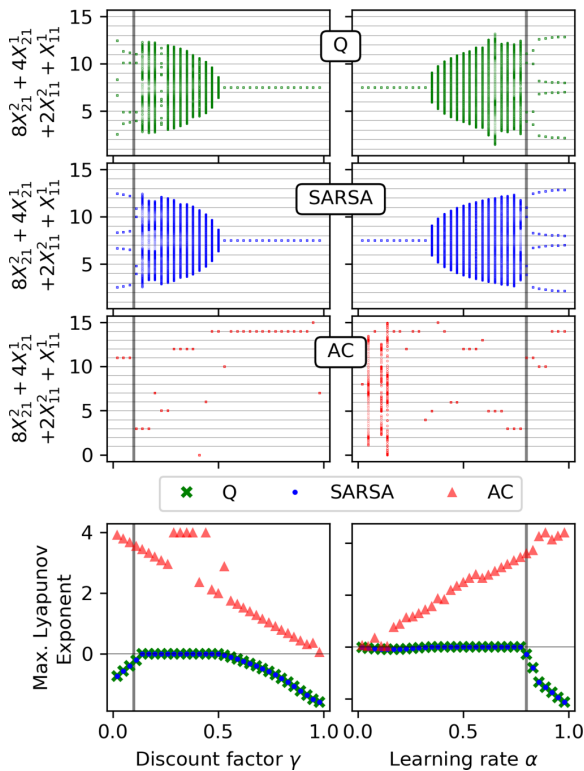 15
10
5
0
8X²₂₁ + 4X¹₂₁
+2X²₁₁ + X¹₁₁
Q
15
10
5
0
8X²₂₁ + 4X¹₂₁
+2X²₁₁ + X¹₁₁
SARSA
15
10
5
0
8X²₂₁ + 4X¹₂₁
+2X²₁₁ + X¹₁₁
AC
Q SARSA AC
4
2
0
Max. Lyapunov
Exponent
0.0 0.5 1.0 0.0 0.5 1.0
Discount factor γ Learning rate α